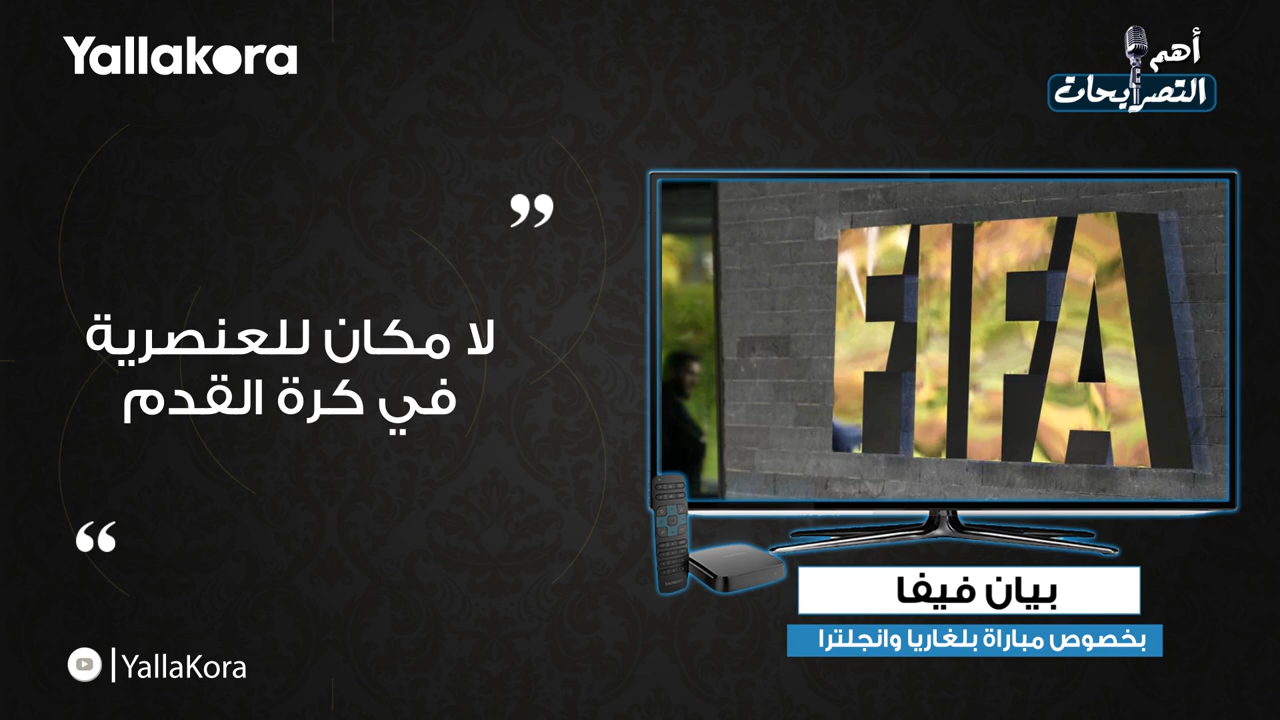 Yallakora
أهم
التصريحات
”
لا مكان للعنصرية
في كرة القدم
“
FIFA
بيان فيفا
بخصوص مباراة بلغاريا وانجلترا
YallaKora